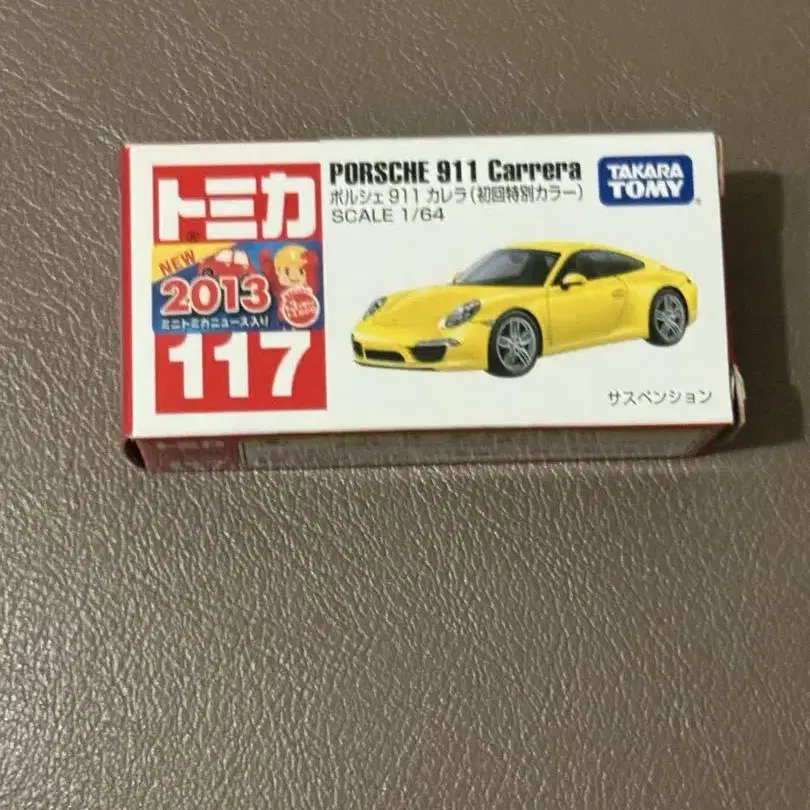 トミカ
®
NEW
2013
ミニトミカニュース入り
117
PORSCHE 911 Carrera
ポルシェ 911 カレラ(初回特別カラー)
SCALE 1/64
TAKARA
TOMY
サスペンション